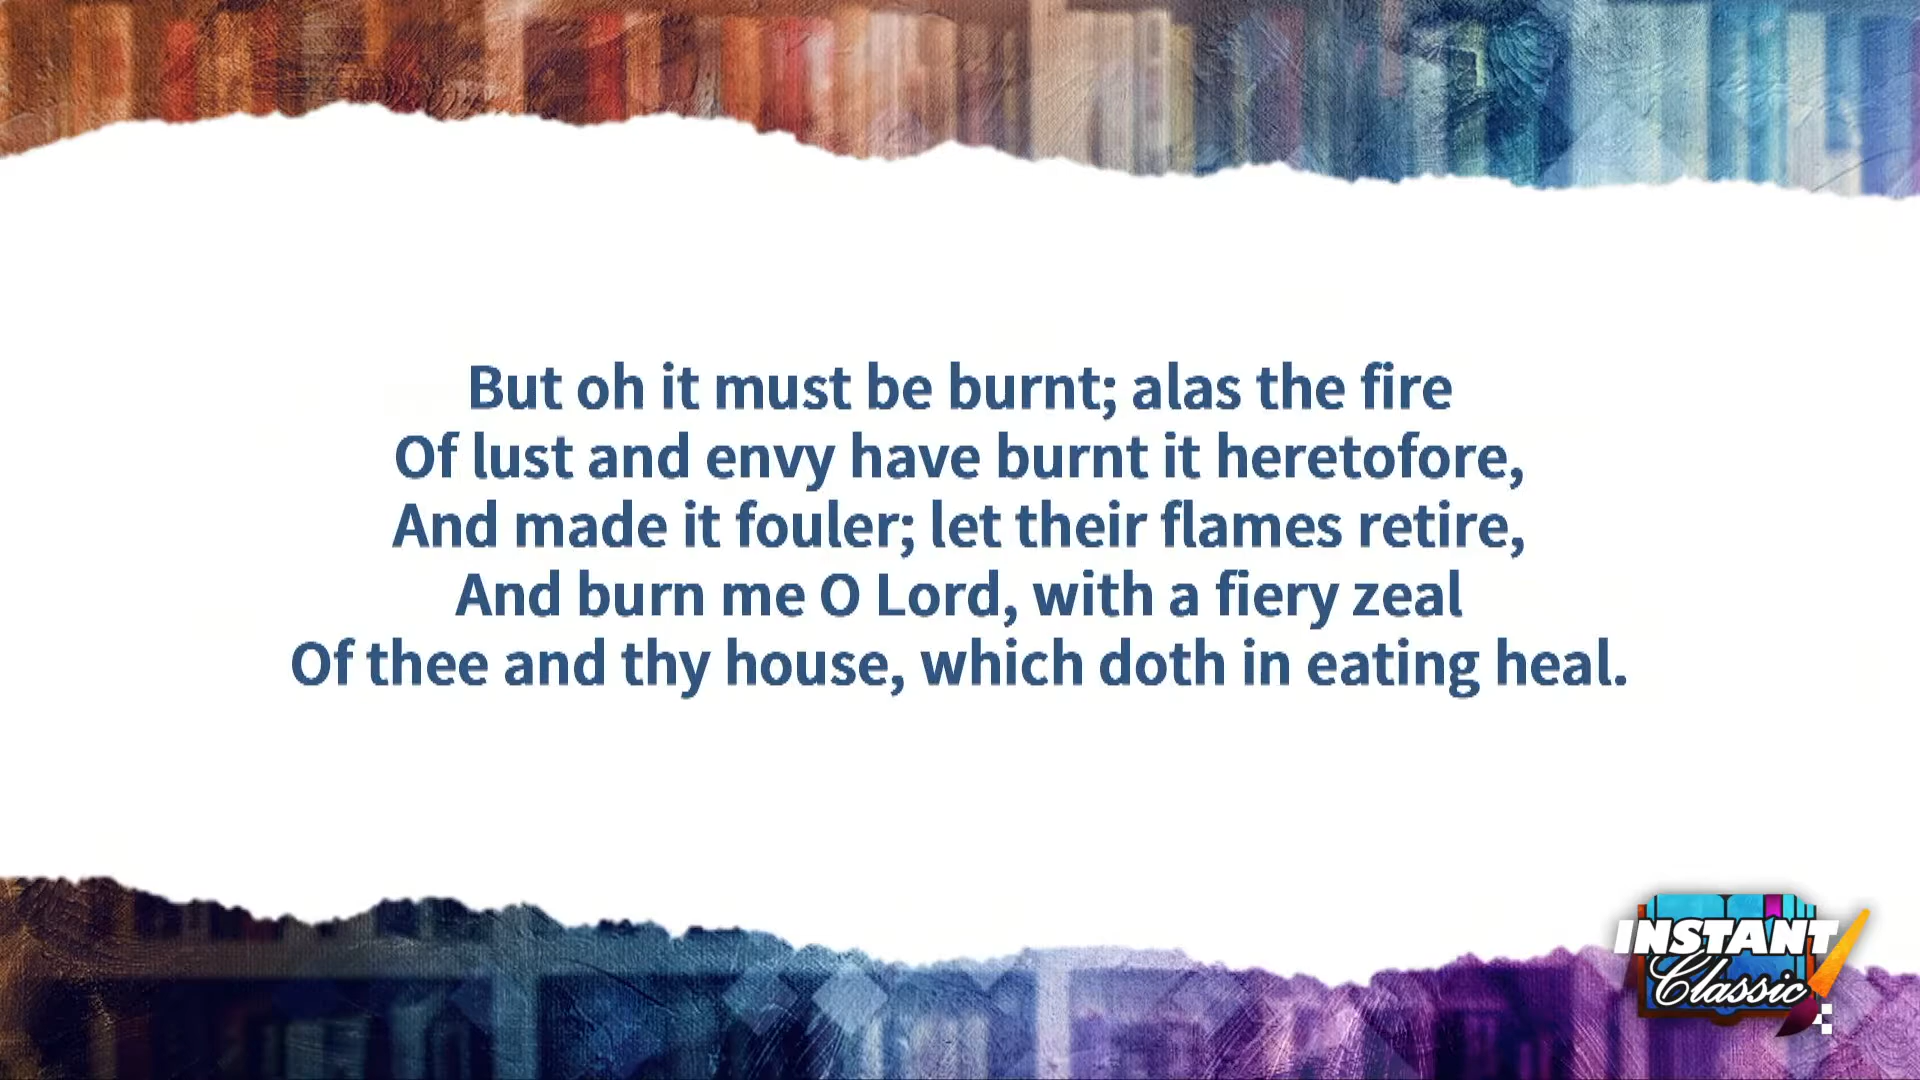 But oh it must be burnt; alas the fire
Of lust and envy have burnt it heretofore,
And made it fouler; let their flames retire,
And burn me O Lord, with a fiery zeal
Of thee and thy house, which doth in eating heal.
INSTANT
Classic